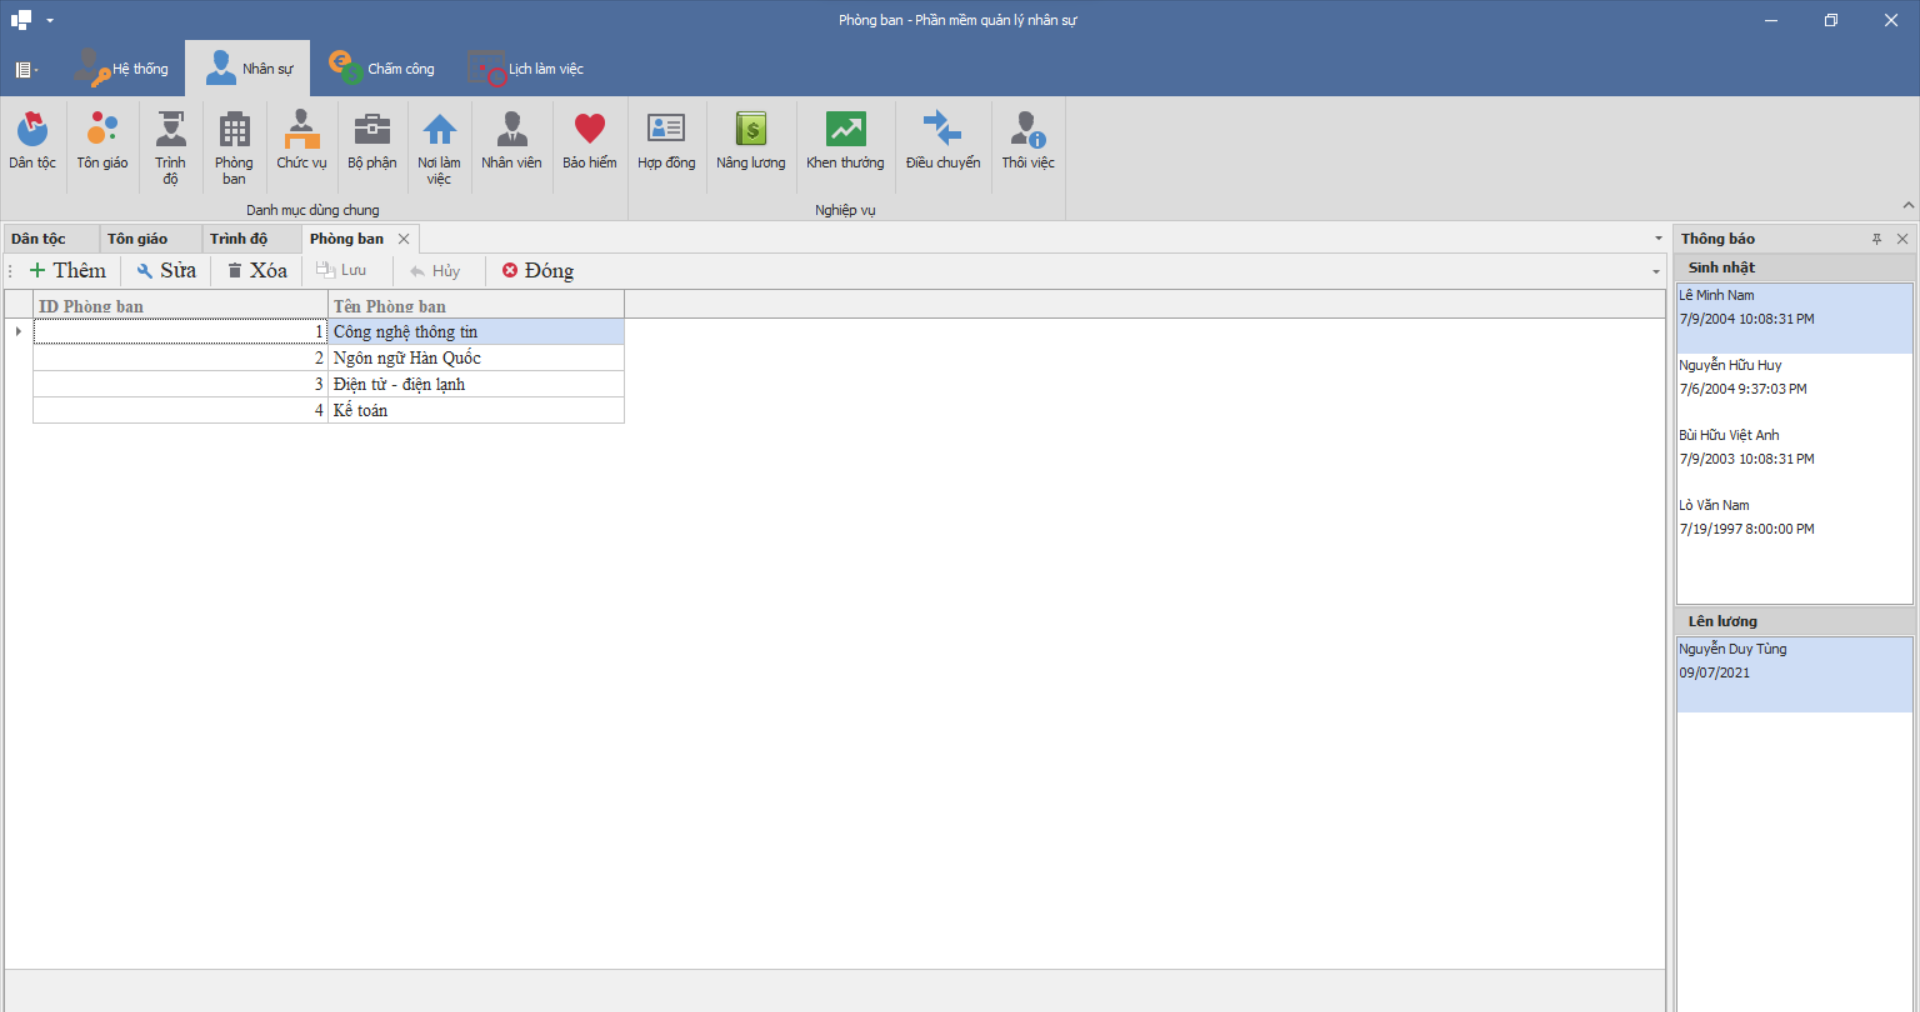 Phòng ban - Phần mềm quản lý nhân sự
Hệ thống
Nhân sự
Chấm công
Lịch làm việc
Dân tộc
Tôn giáo
Trình độ
Phòng ban
Chức vụ
Bộ phận
Nơi làm việc
Nhân viên
Bảo hiểm
Hợp đồng
Nâng lương
Khen thưởng
Điều chuyển
Thôi việc
Danh mục dùng chung
Nghiệp vụ
Dân tộc
Tôn giáo
Trình độ
Phòng ban
Thêm
Sửa
Xóa
Lưu
Hủy
Đóng
ID Phòng ban
Tên Phòng ban
1 Công nghệ thông tin
2 Ngôn ngữ Hàn Quốc
3 Điện tử - điện lạnh
4 Kế toán
Thông báo
Sinh nhật
Lê Minh Nam
7/9/2004 10:08:31 PM
Nguyễn Hữu Huy
7/6/2004 9:37:03 PM
Bùi Hữu Việt Anh
7/9/2003 10:08:31 PM
Lò Văn Nam
7/19/1997 8:00:00 PM
Lên lương
Nguyễn Duy Tùng
09/07/2021